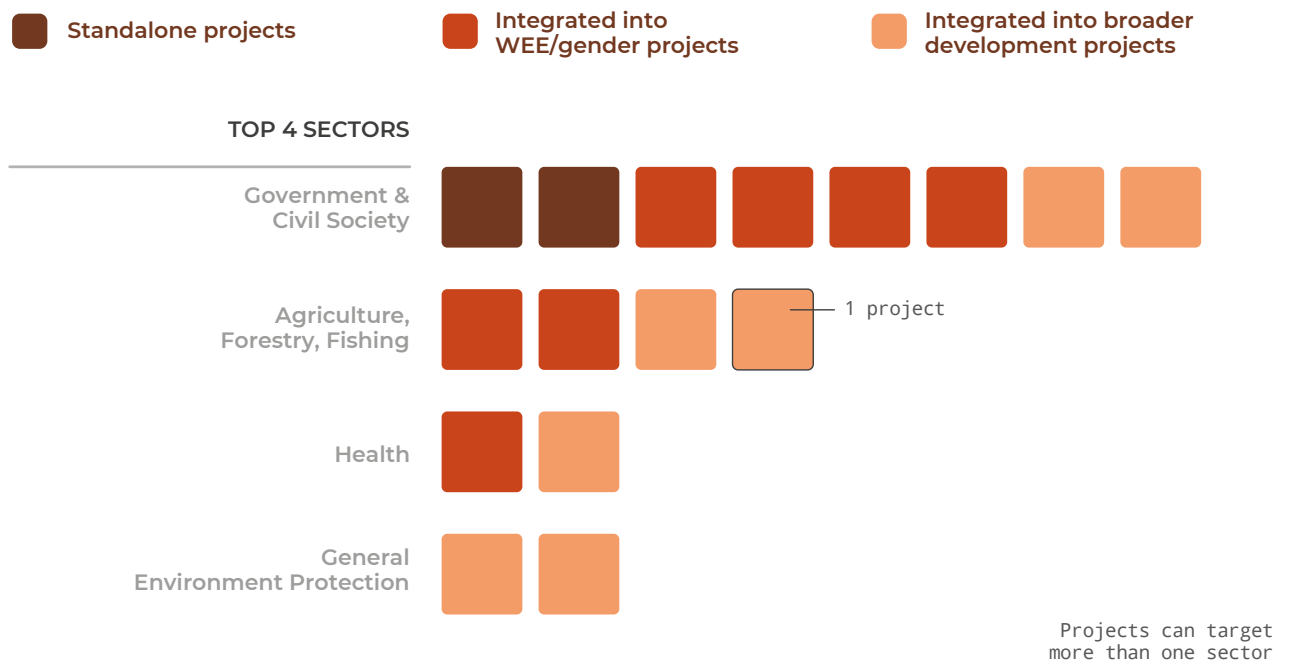 Standalone projects
Integrated into
WEE/gender projects
Integrated into broader
development projects
TOP 4 SECTORS
Government &
Civil Society
Agriculture,
Forestry, Fishing
1 project
Health
General
Environment Protection
Projects can target
more than one sector